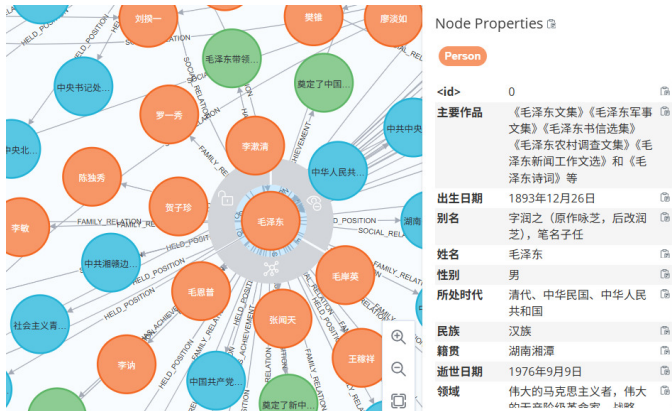 刘揆一
樊锥
廖淡如
HELD_POSITION
SOCIAL_RELATION
毛泽东带领...
中央书记处...
奠定了中国...
罗一秀
李漱清
中共中央
中央北...
中华人民共...
陈独秀
贺子珍
毛泽东
李敏
FAMILY_RELATION
湖南
SOCIAL_RELA
中共湘赣边...
毛岸英
毛恩普
社会主义青...
张闻天
HELD_POSITION
李讷
王稼祥
中国共产党...
奠定了新中...
Node Properties
Person
<id> 0
主要作品 《毛泽东文集》《毛泽东军事
文集》《毛泽东书信选集》
《毛泽东农村调查文集》《毛
泽东新闻工作文选》和《毛
泽东诗词》等
出生日期 1893年12月26日
别名 字润之（原作咏芝，后改润
芝），笔名子任
姓名 毛泽东
性别 男
所处时代 清代、中华民国、中华人民
共和国
民族 汉族
籍贯 湖南湘潭
逝世日期 1976年9月9日
领域 伟大的马克思主义者，伟大